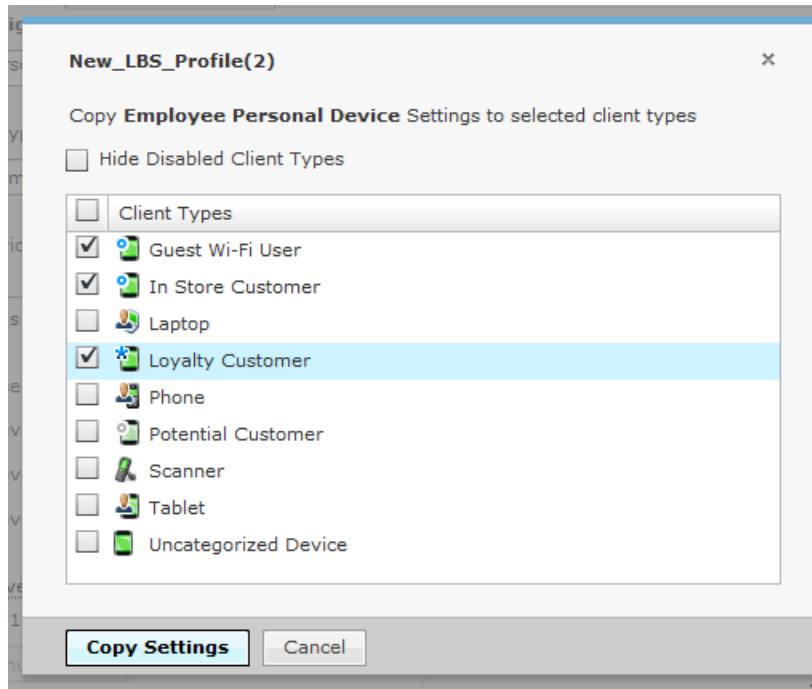 New_LBS_Profile(2)
Copy Employee Personal Device Settings to selected client types
Hide Disabled Client Types
Client Types
Guest Wi-Fi User
In Store Customer
Laptop
Loyalty Customer
Phone
Potential Customer
Scanner
Tablet
Uncategorized Device
Copy Settings
Cancel